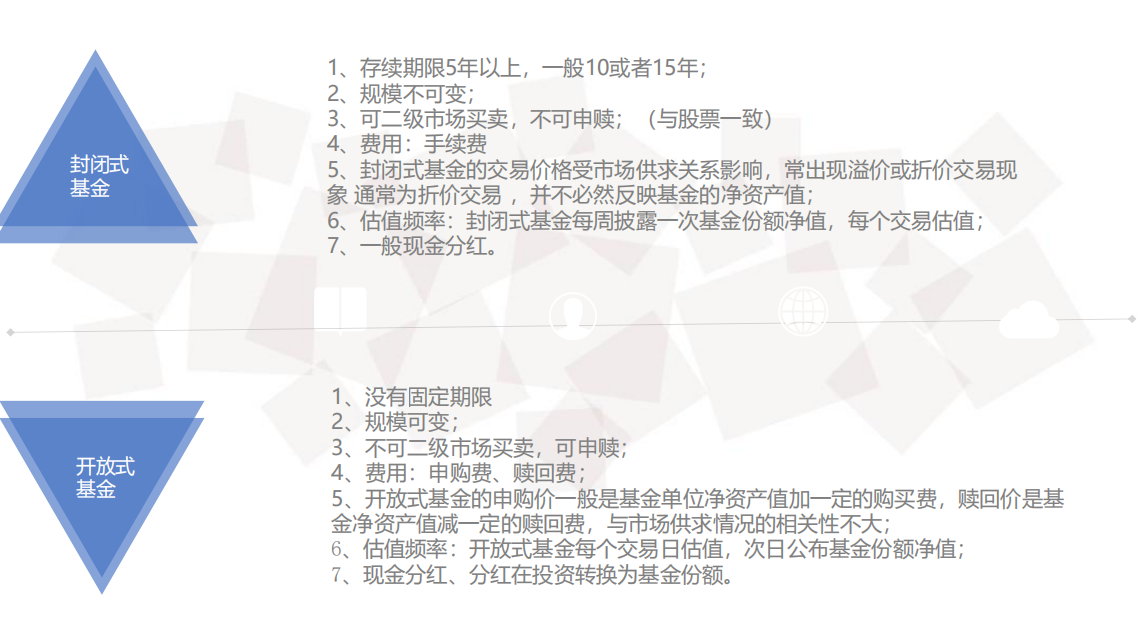 封闭式
基金
1、存续期限5年以上，一般10或者15年；
2、规模不可变；
3、可二级市场买卖，不可申赎；（与股票一致）
4、费用：手续费
5、封闭式基金的交易价格受市场供求关系影响，常出现溢价或折价交易现
象 通常为折价交易 ，并不必然反映基金的净资产值；
6、估值频率：封闭式基金每周披露一次基金份额净值，每个交易估值；
7、一般现金分红。
开放式
基金
1、没有固定期限
2、规模可变；
3、不可二级市场买卖，可申赎；
4、费用：申购费、赎回费；
5、开放式基金的申购价一般是基金单位净资产值加一定的购买费，赎回价是基
金净资产值减一定的赎回费，与市场供求情况的相关性不大；
6、估值频率：开放式基金每个交易日估值，次日公布基金份额净值；
7、现金分红、分红在投资转换为基金份额。